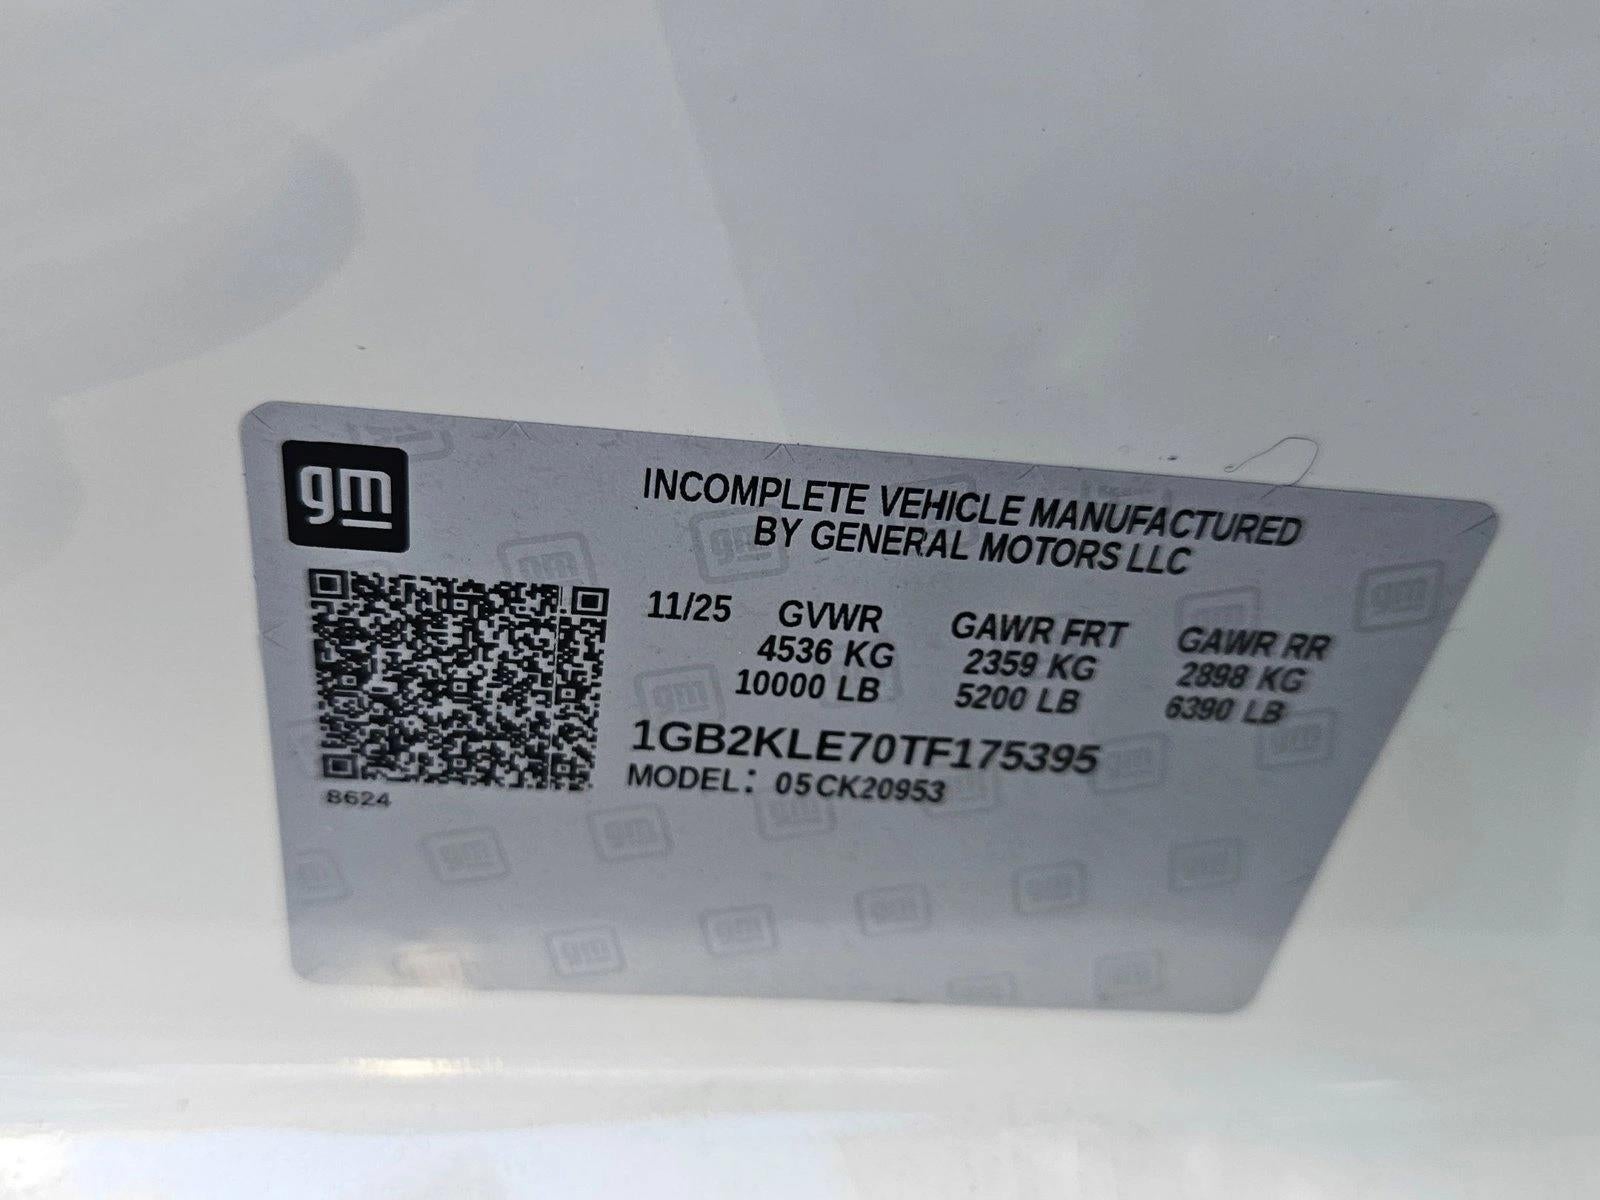 gm
INCOMPLETE VEHICLE MANUFACTURED
BY GENERAL MOTORS LLC
11/25 GVWR GAWR FRT GAWR RR
4536 KG 2359 KG 2898 KG
10000 LB 5200 LB 6390 LB
1GB2KLE70TF175395
MODEL: 05CK20953
8624